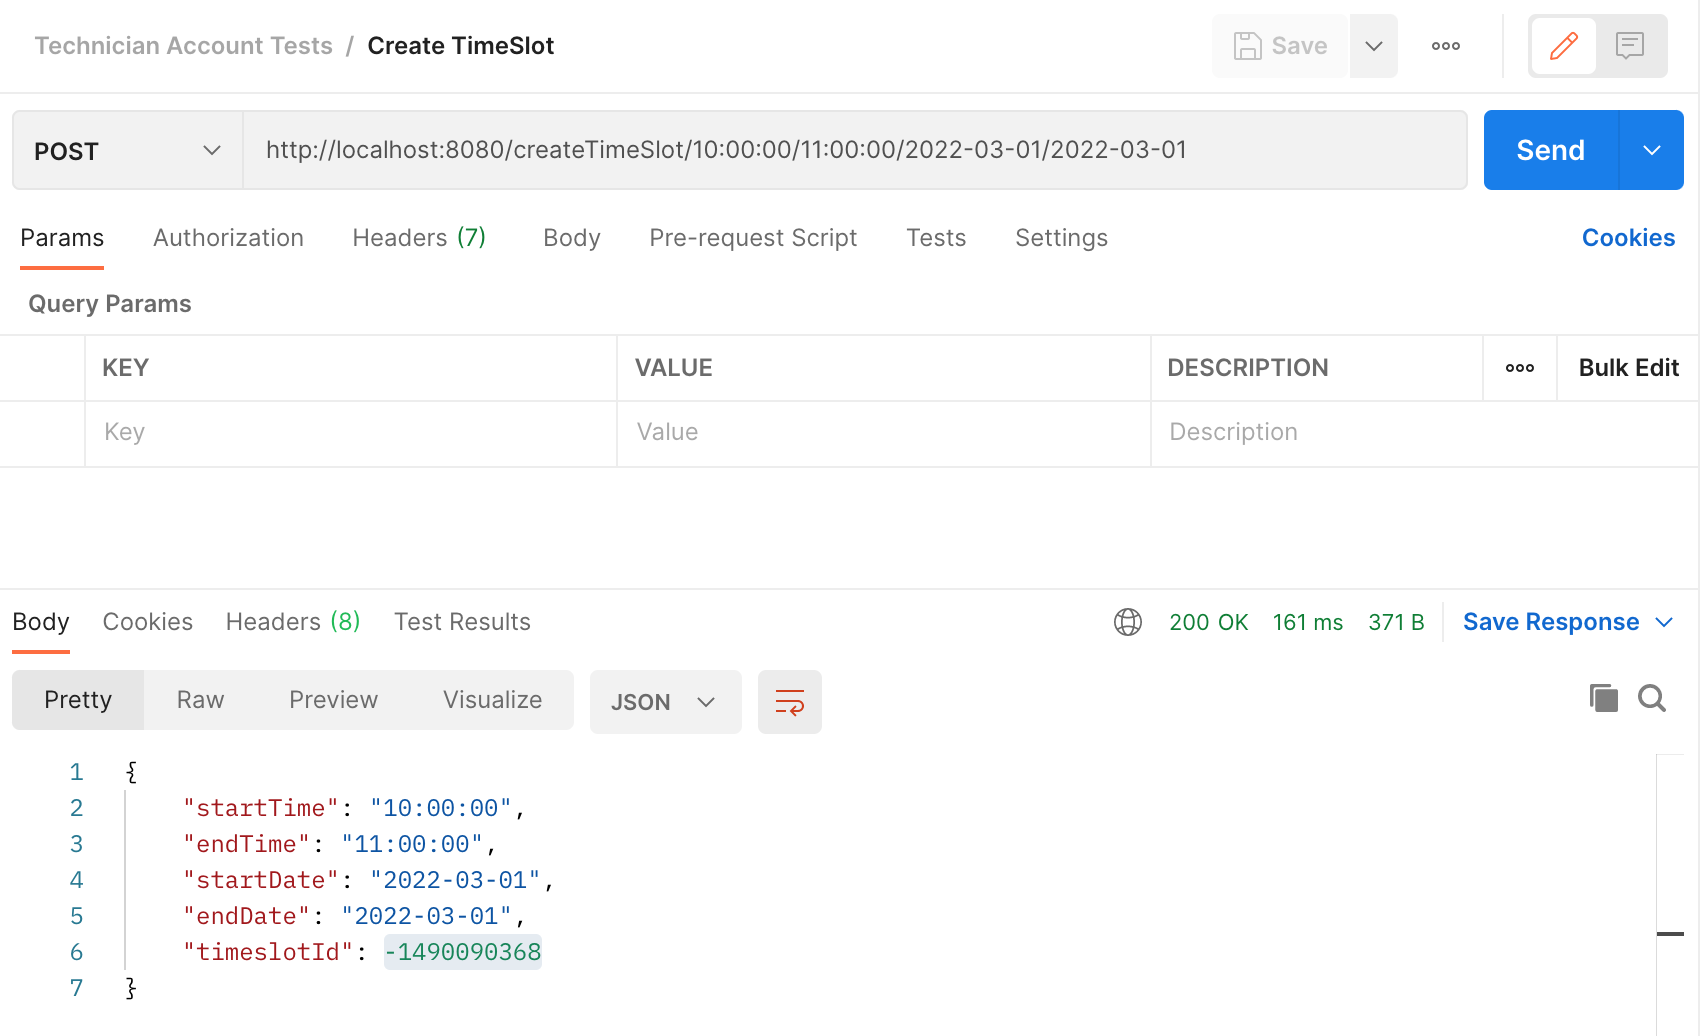 Technician Account Tests / Create TimeSlot
Save
POST
http://localhost:8080/createTimeSlot/10:00:00/11:00:00/2022-03-01/2022-03-01
Send
Params Authorization Headers (7) Body Pre-request Script Tests Settings Cookies
Query Params
KEY VALUE DESCRIPTION Bulk Edit
Key Value Description
Body Cookies Headers (8) Test Results 200 OK 161 ms 371 B Save Response
Pretty Raw Preview Visualize JSON
1 {
2 "startTime": "10:00:00",
3 "endTime": "11:00:00",
4 "startDate": "2022-03-01",
5 "endDate": "2022-03-01",
6 "timeslotId": -1490090368
7 }